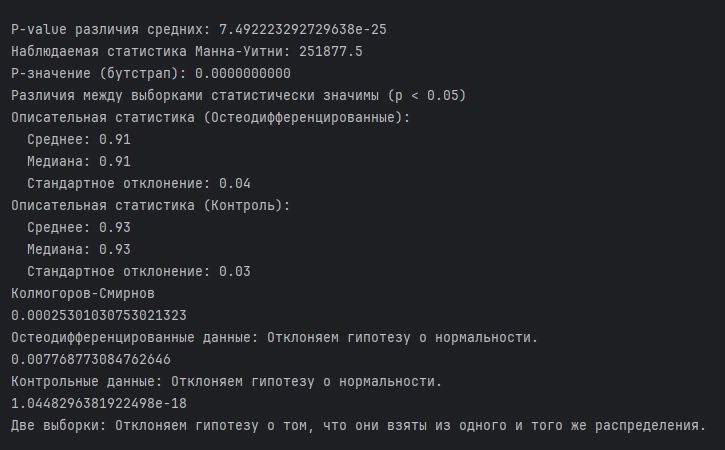 P-value различия средних: 7.492223292729638e-25
Наблюдаемая статистика Манна-Уитни: 251877.5
P-значение (бутстрап): 0.0000000000
Различия между выборками статистически значимы (p < 0.05)
Описательная статистика (Остеодифференцированные):
  Среднее: 0.91
  Медиана: 0.91
  Стандартное отклонение: 0.04
Описательная статистика (Контроль):
  Среднее: 0.93
  Медиана: 0.93
  Стандартное отклонение: 0.03
Колмогоров-Смирнов
0.00025301030753021323
Остеодифференцированные данные: Отклоняем гипотезу о нормальности.
0.007768773084762646
Контрольные данные: Отклоняем гипотезу о нормальности.
1.0448296381922498e-18
Две выборки: Отклоняем гипотезу о том, что они взяты из одного и того же распределения.